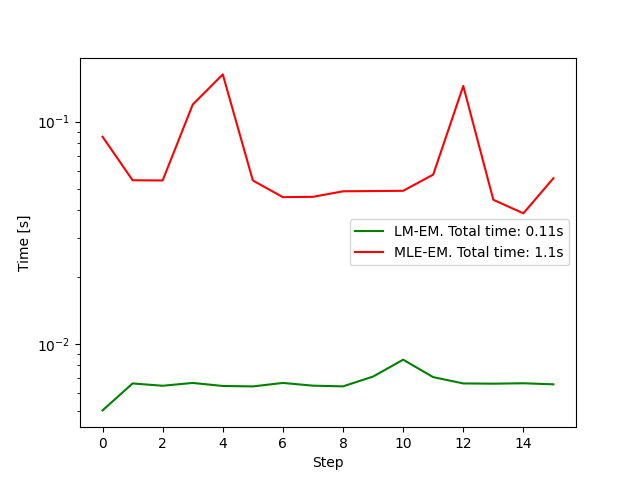 10⁻¹
10⁻²
Time [s]
LM-EM. Total time: 0.11s
MLE-EM. Total time: 1.1s
0 2 4 6 8 10 12 14
Step